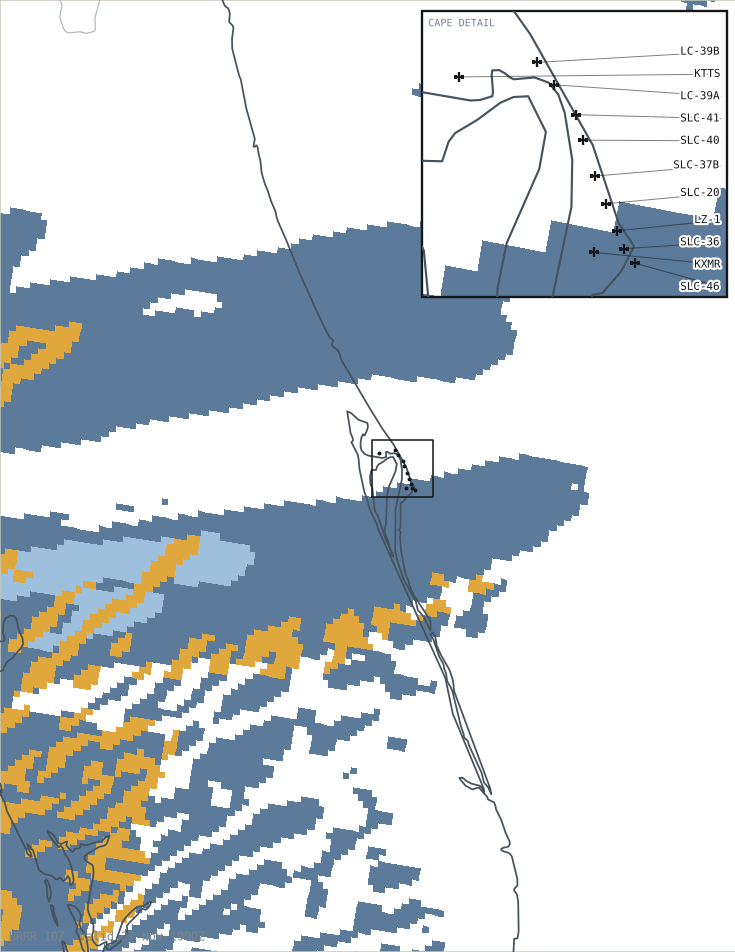 CAPE DETAIL
LC-39B
KTTS
LC-39A
SLC-41
SLC-40
SLC-37B
SLC-20
LZ-1
SLC-36
KXMR
SLC-46